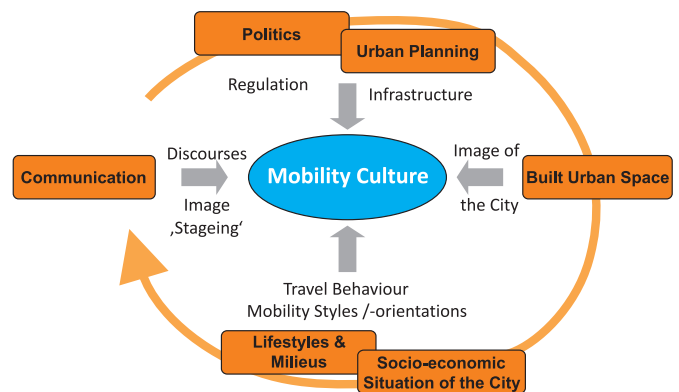 Politics
Urban Planning
Regulation
Infrastructure
Communication
Discourses
Image
‚Stageing‘
Mobility Culture
Image of
the City
Built Urban Space
Travel Behaviour
Mobility Styles /-orientations
Lifestyles &
Milieus
Socio-economic
Situation of the City